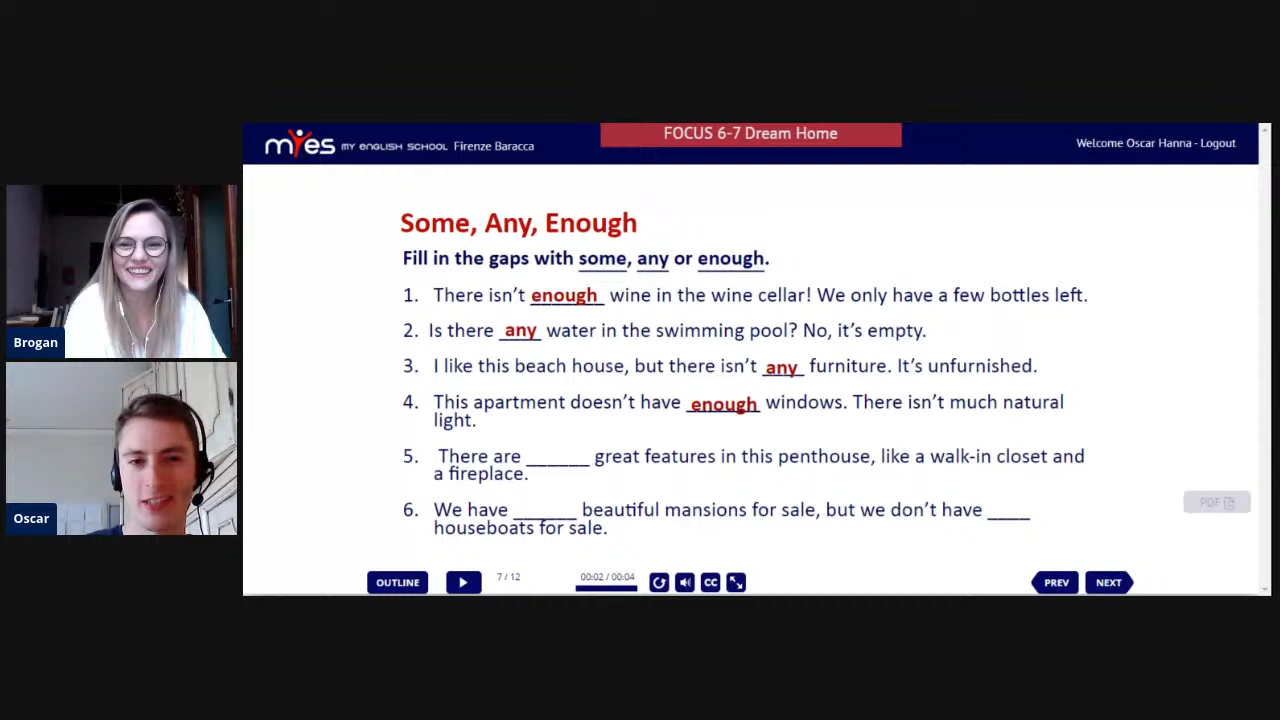 FOCUS 6-7 Dream Home
myes MY ENGLISH SCHOOL Firenze Baracca
Welcome Oscar Hanna - Logout
Some, Any, Enough
Fill in the gaps with some, any or enough.
1. There isn't enough wine in the wine cellar! We only have a few bottles left.
2. Is there any water in the swimming pool? No, it's empty.
3. I like this beach house, but there isn't any furniture. It's unfurnished.
4. This apartment doesn't have enough windows. There isn't much natural
light.
5. There are ______ great features in this penthouse, like a walk-in closet and
a fireplace.
6. We have ______ beautiful mansions for sale, but we don't have ____
houseboats for sale.
Brogan
Oscar
PDF
OUTLINE
7 / 12
00:02 / 00:04
CC
PREV
NEXT